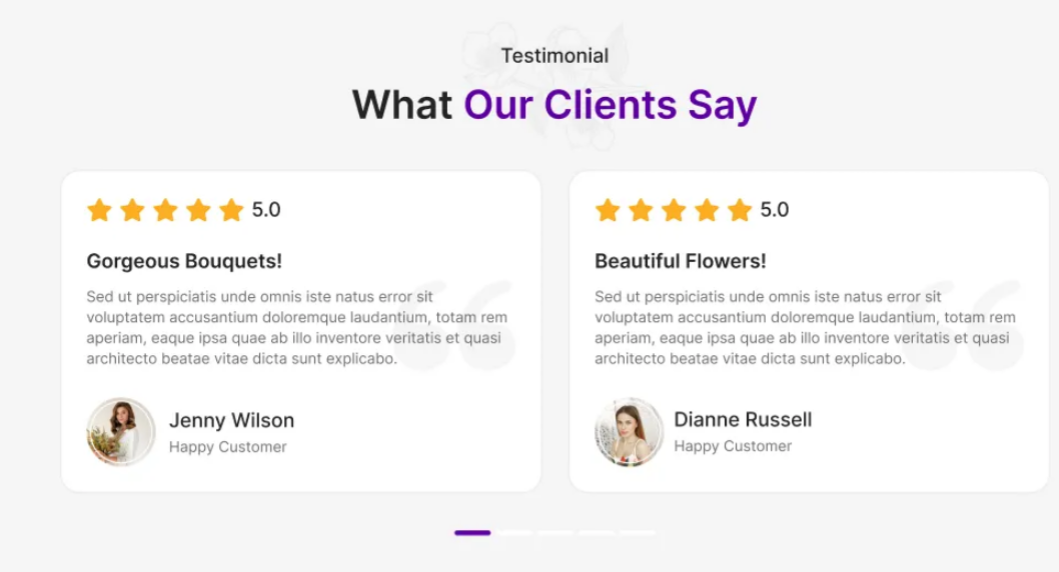 Testimonial
What Our Clients Say
5.0
Gorgeous Bouquets!
Sed ut perspiciatis unde omnis iste natus error sit
voluptatem accusantium doloremque laudantium, totam rem
aperiam, eaque ipsa quae ab illo inventore veritatis et quasi
architecto beatae vitae dicta sunt explicabo.
Jenny Wilson
Happy Customer
5.0
Beautiful Flowers!
Sed ut perspiciatis unde omnis iste natus error sit
voluptatem accusantium doloremque laudantium, totam rem
aperiam, eaque ipsa quae ab illo inventore veritatis et quasi
architecto beatae vitae dicta sunt explicabo.
Dianne Russell
Happy Customer